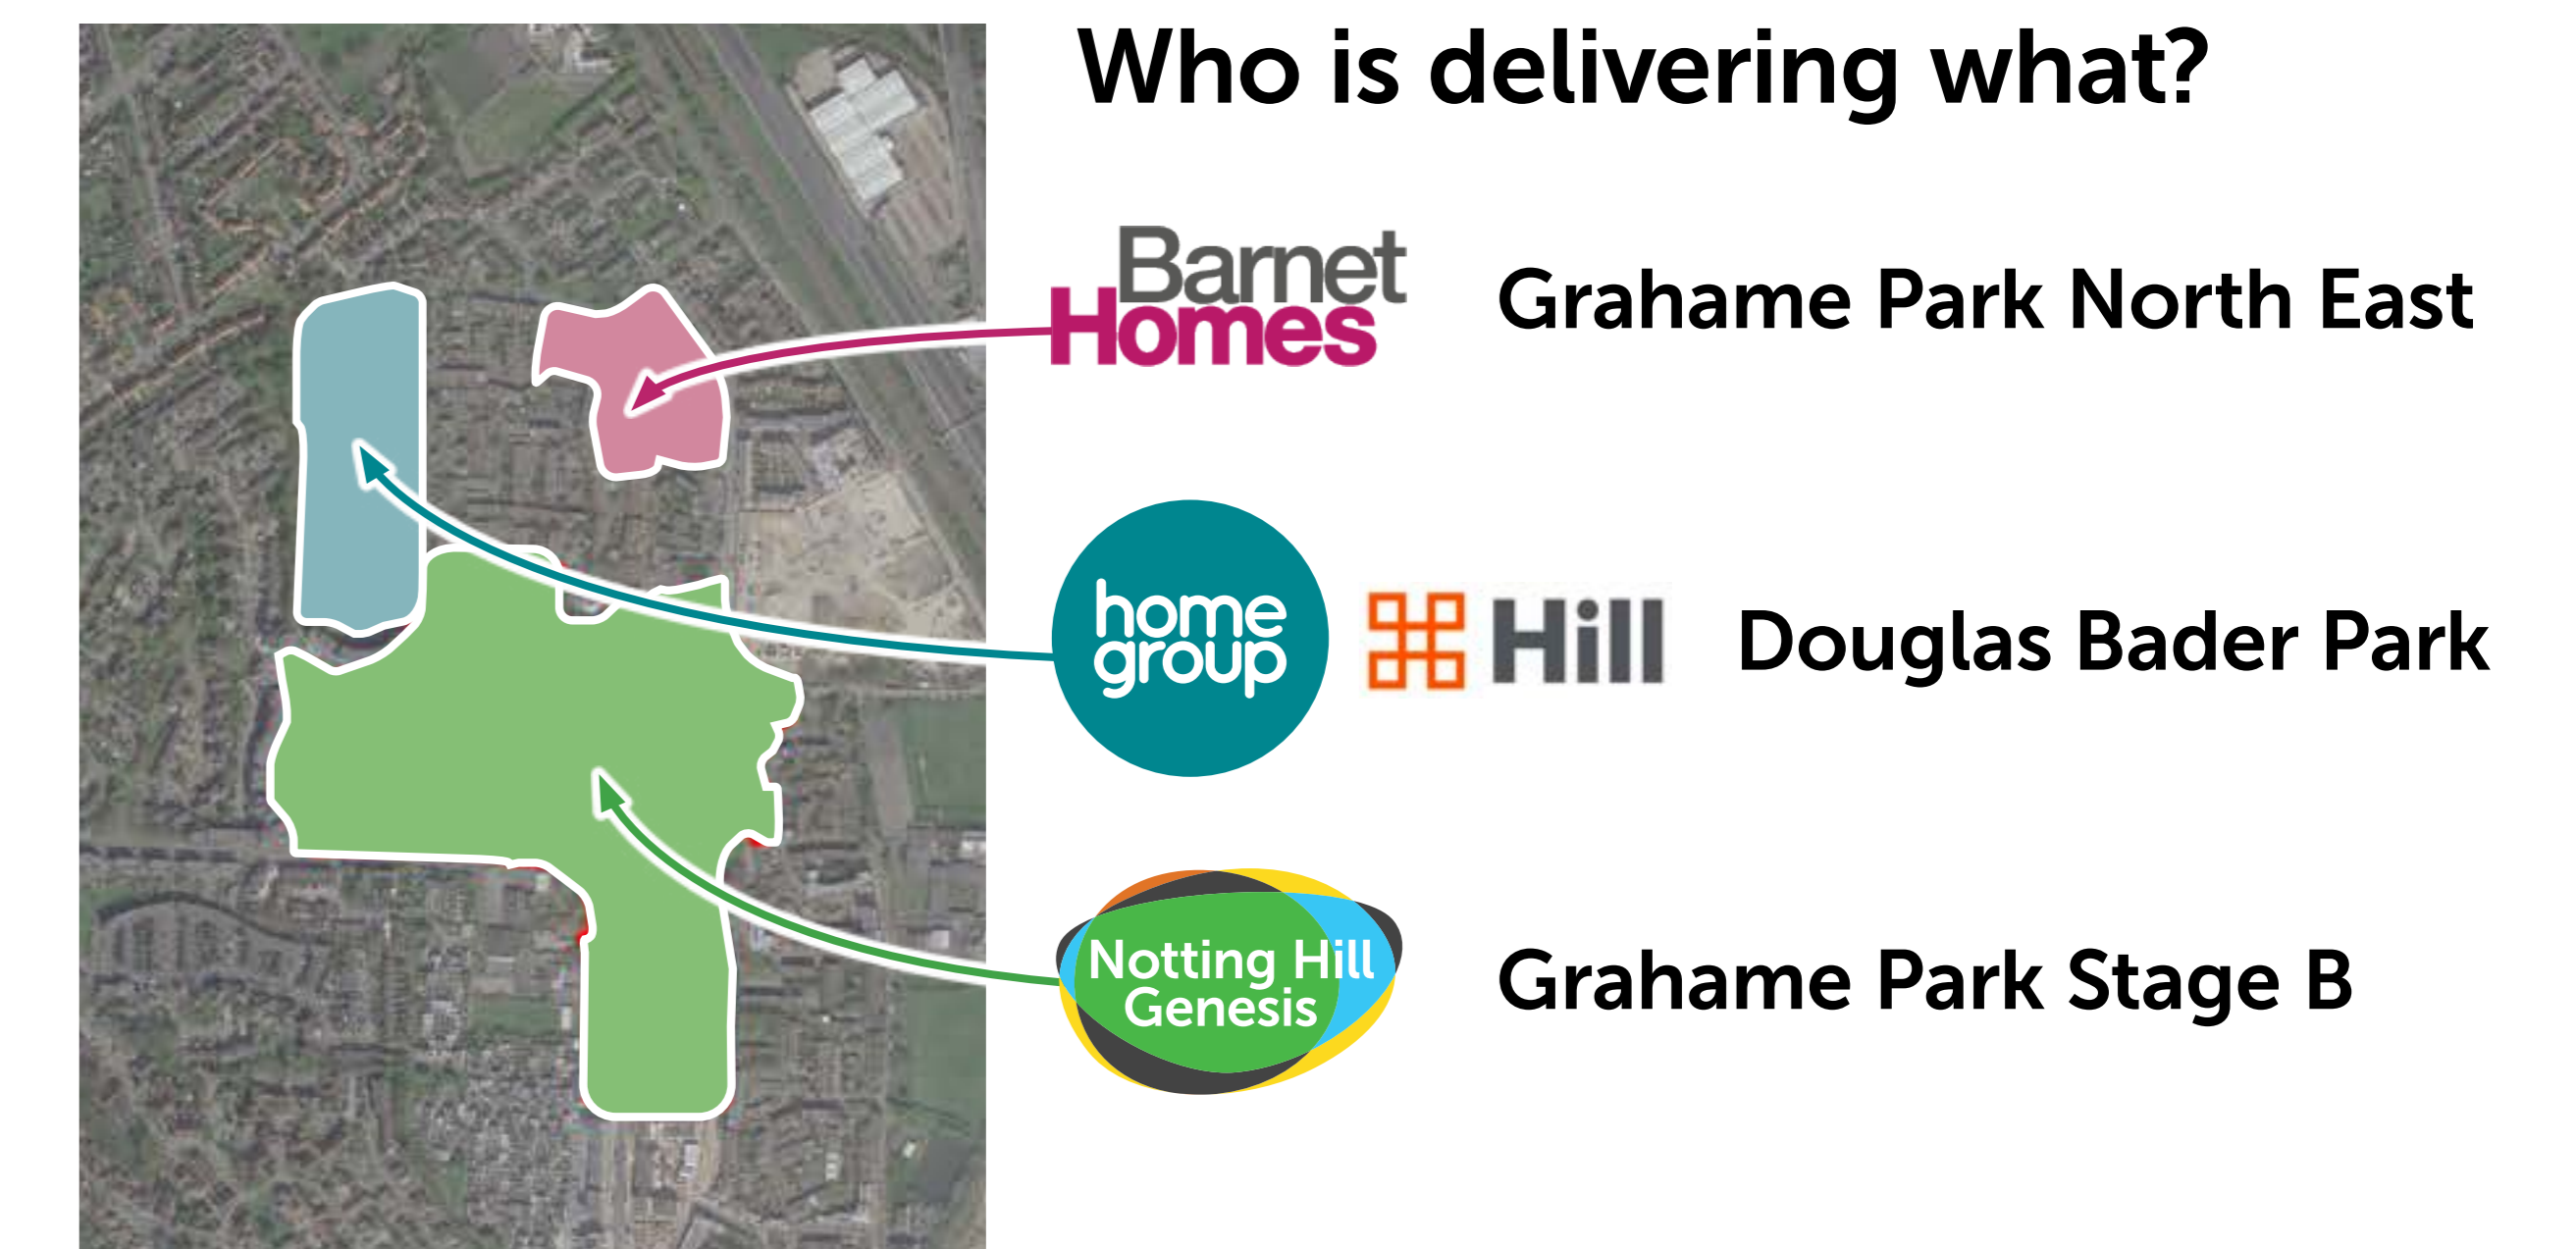 Who is delivering what?
Barnet
Homes
Grahame Park North East
home
group
Hill
Douglas Bader Park
Notting Hill
Genesis
Grahame Park Stage B